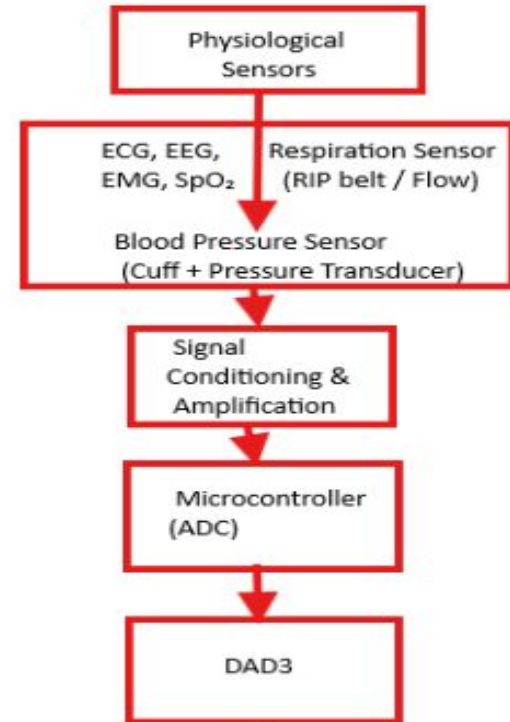 Physiological
Sensors
ECG, EEG,
EMG, SpO₂
Respiration Sensor
(RIP belt / Flow)
Blood Pressure Sensor
(Cuff + Pressure Transducer)
Signal
Conditioning &
Amplification
Microcontroller
(ADC)
DAD3